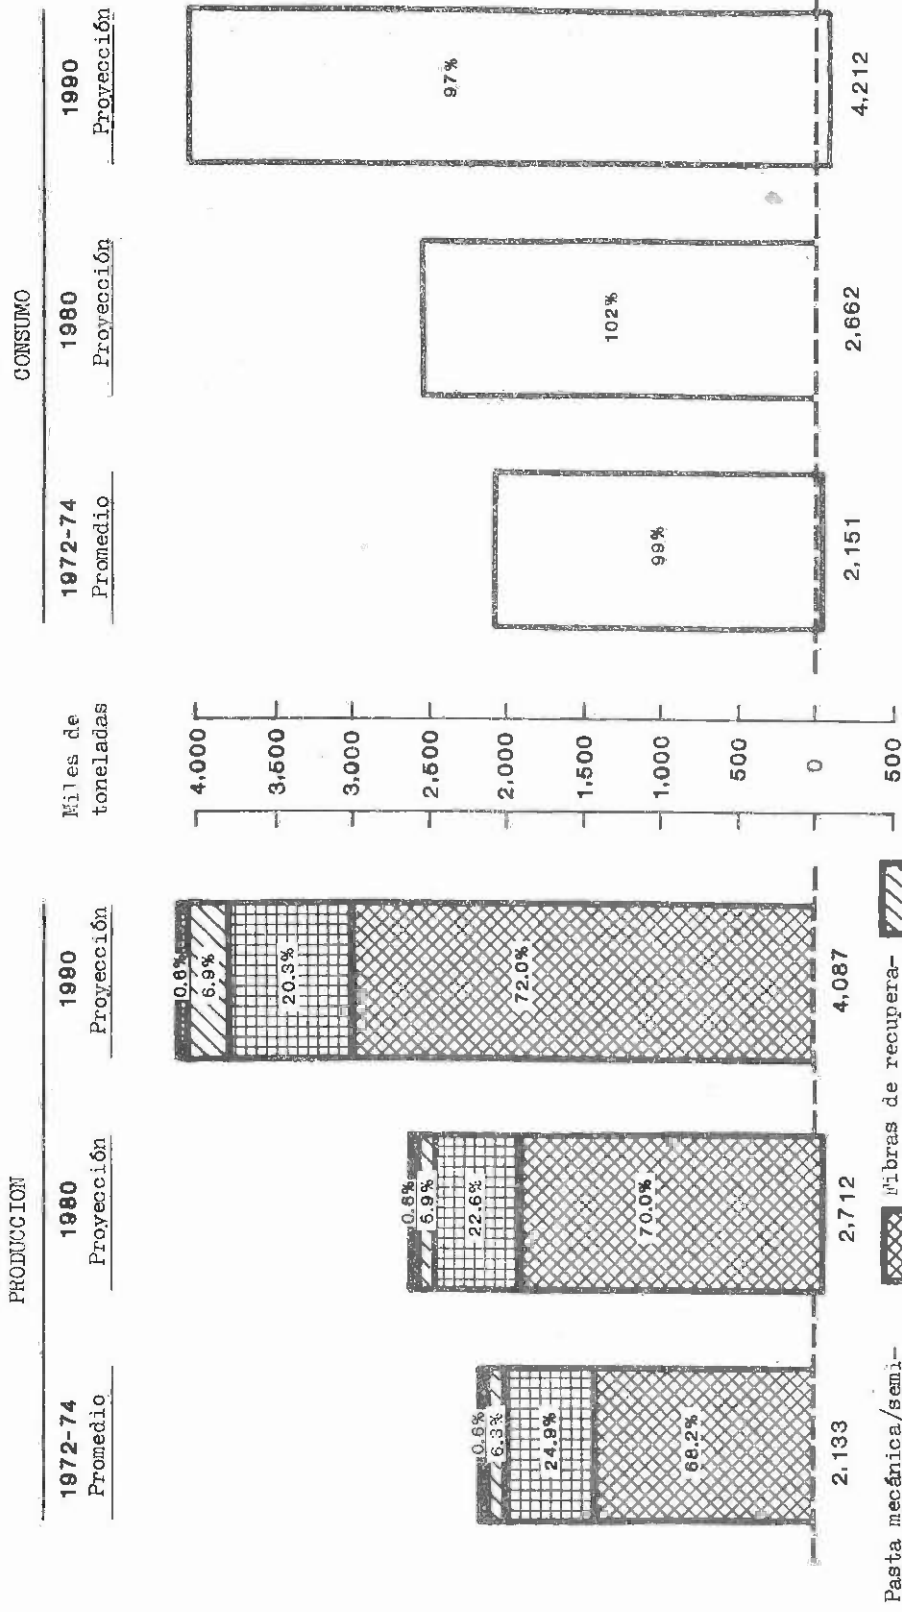 PRODUCCION
1972-74 1980 1990
Promedio Proyección Proyección
Miles de
toneladas
CONSUMO
1972-74 1980 1990
Promedio Proyección Proyección
4,000
3,500
3,000
2,500
2,000
1,500
1,000
500
0
500
0.6%
6.3%
24.9%
68.2%
0.8%
6.9%
22.6%
70.0%
0.8%
6.9%
20.3%
72.0%
99%
102%
97%
2,133 2,712 4,087
2,151 2,662 4,212
Pasta mecánica/semi-
Fibras de recupera-